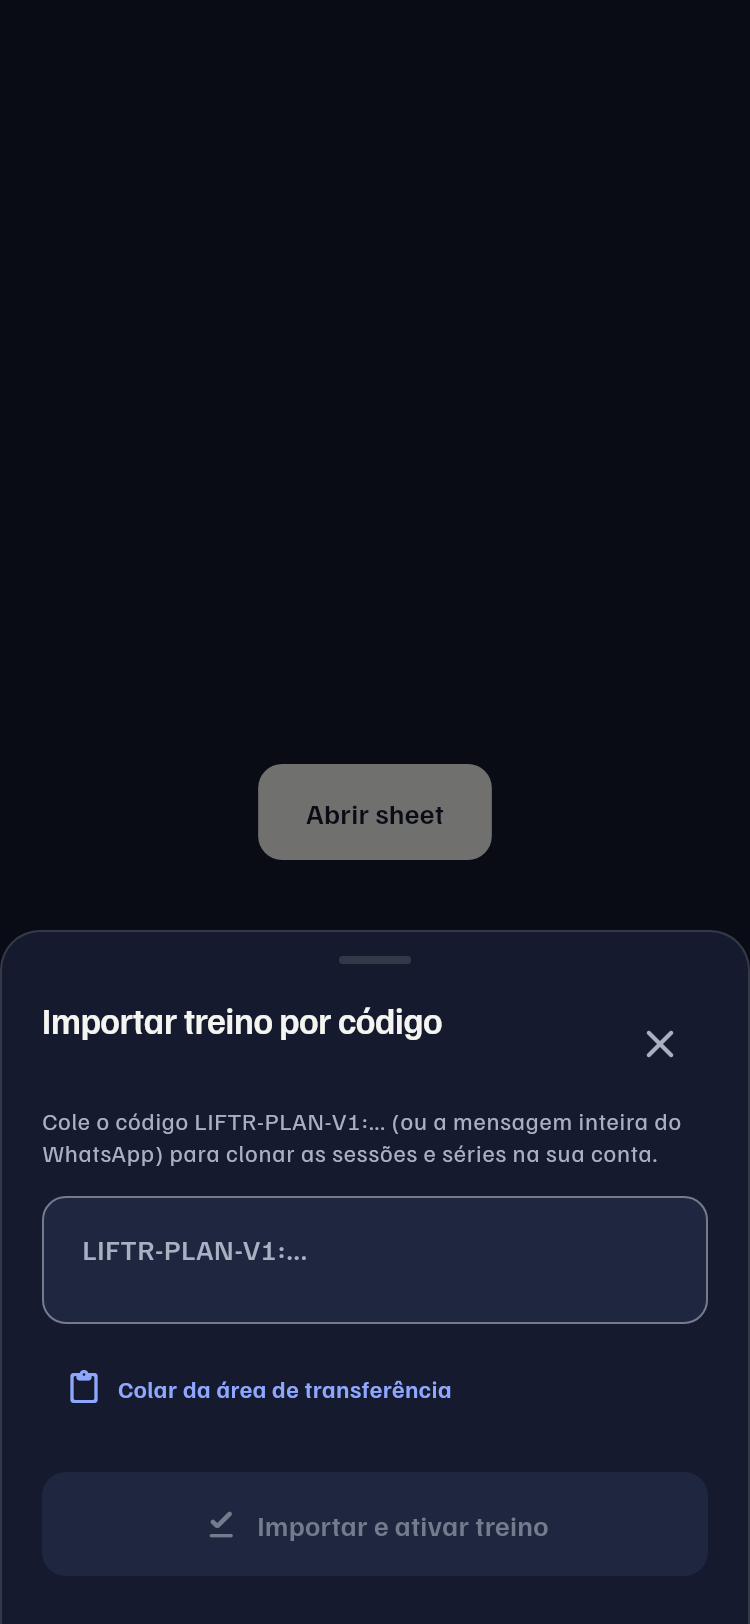 Abrir sheet
Importar treino por código
Cole o código LIFTR-PLAN-V1:... (ou a mensagem inteira do
WhatsApp) para clonar as sessões e séries na sua conta.
LIFTR-PLAN-V1:...
Colar da área de transferência
Importar e ativar treino